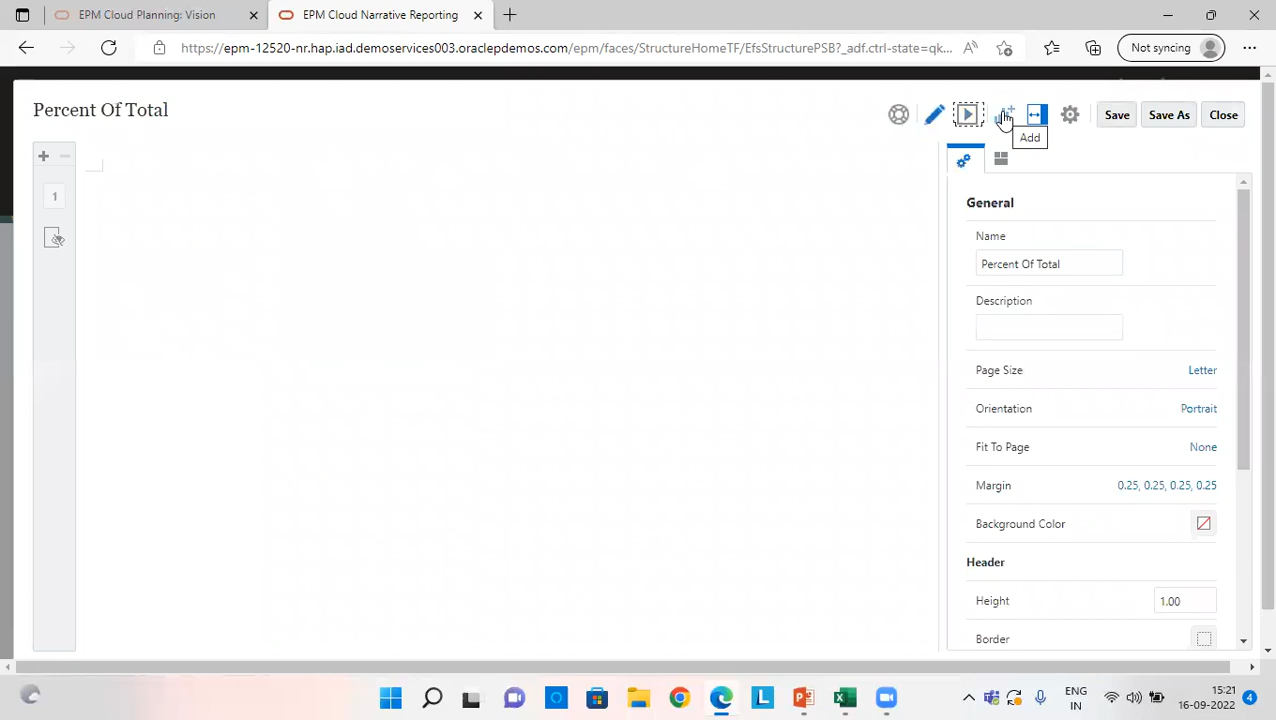 EPM Cloud Planning: Vision
EPM Cloud Narrative Reporting
https://epm-12520-nr.hap.iad.demoservices003.oraclepdemos.com/epm/faces/StructureHomeTF/EfsStructurePSB?_adf.ctrl-state=qk...
Not syncing
Percent Of Total
Save
Save As
Close
Add
1
General
Name
Percent Of Total
Description
Page Size
Letter
Orientation
Portrait
Fit To Page
None
Margin
0.25, 0.25, 0.25, 0.25
Background Color
Header
Height
1.00
Border
ENG
IN
15:21
16-09-2022
4